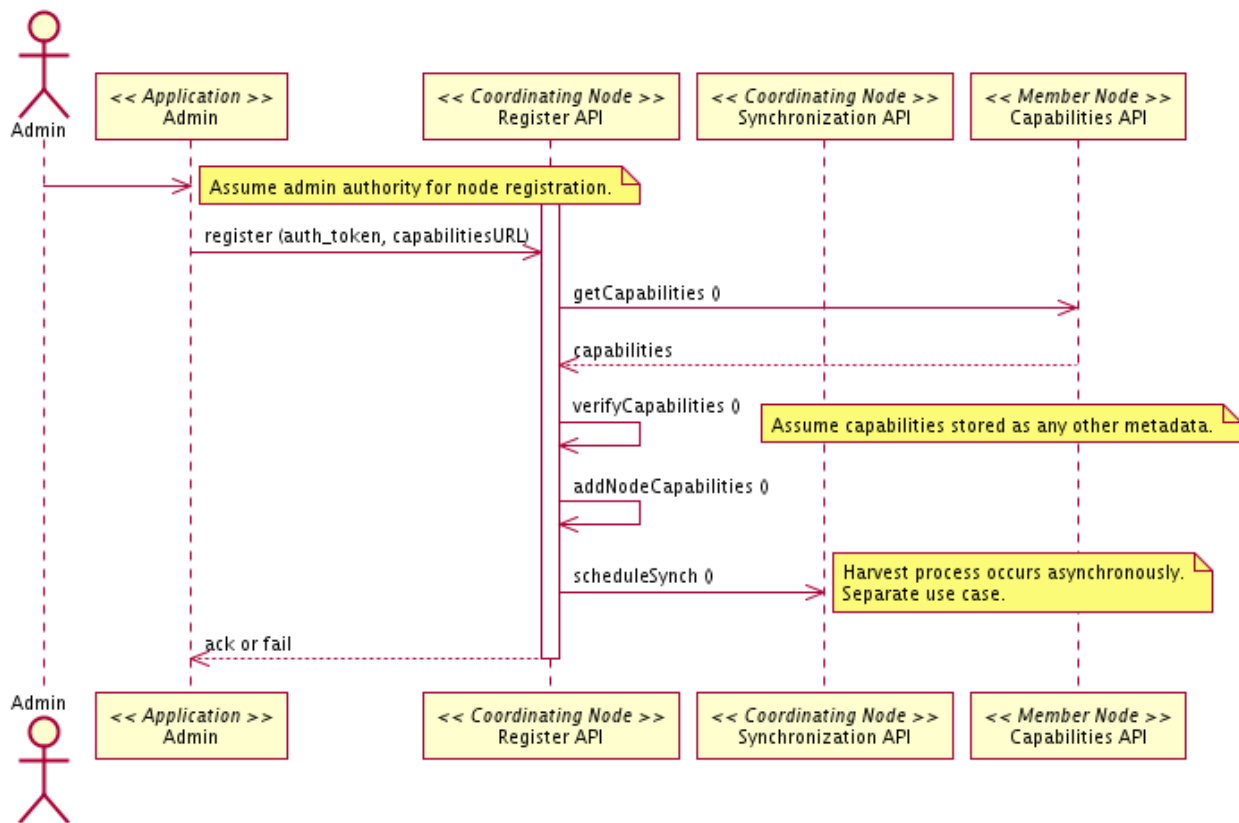 Admin
<< Application >>
Admin
<< Coordinating Node >>
Register API
<< Coordinating Node >>
Synchronization API
<< Member Node >>
Capabilities API
Assume admin authority for node registration.
register (auth_token, capabilitiesURL)
getCapabilities ()
capabilities
verifyCapabilities ()
Assume capabilities stored as any other metadata.
addNodeCapabilities ()
scheduleSynch ()
Harvest process occurs asynchronously.
Separate use case.
ack or fail
Admin
<< Application >>
Admin
<< Coordinating Node >>
Register API
<< Coordinating Node >>
Synchronization API
<< Member Node >>
Capabilities API